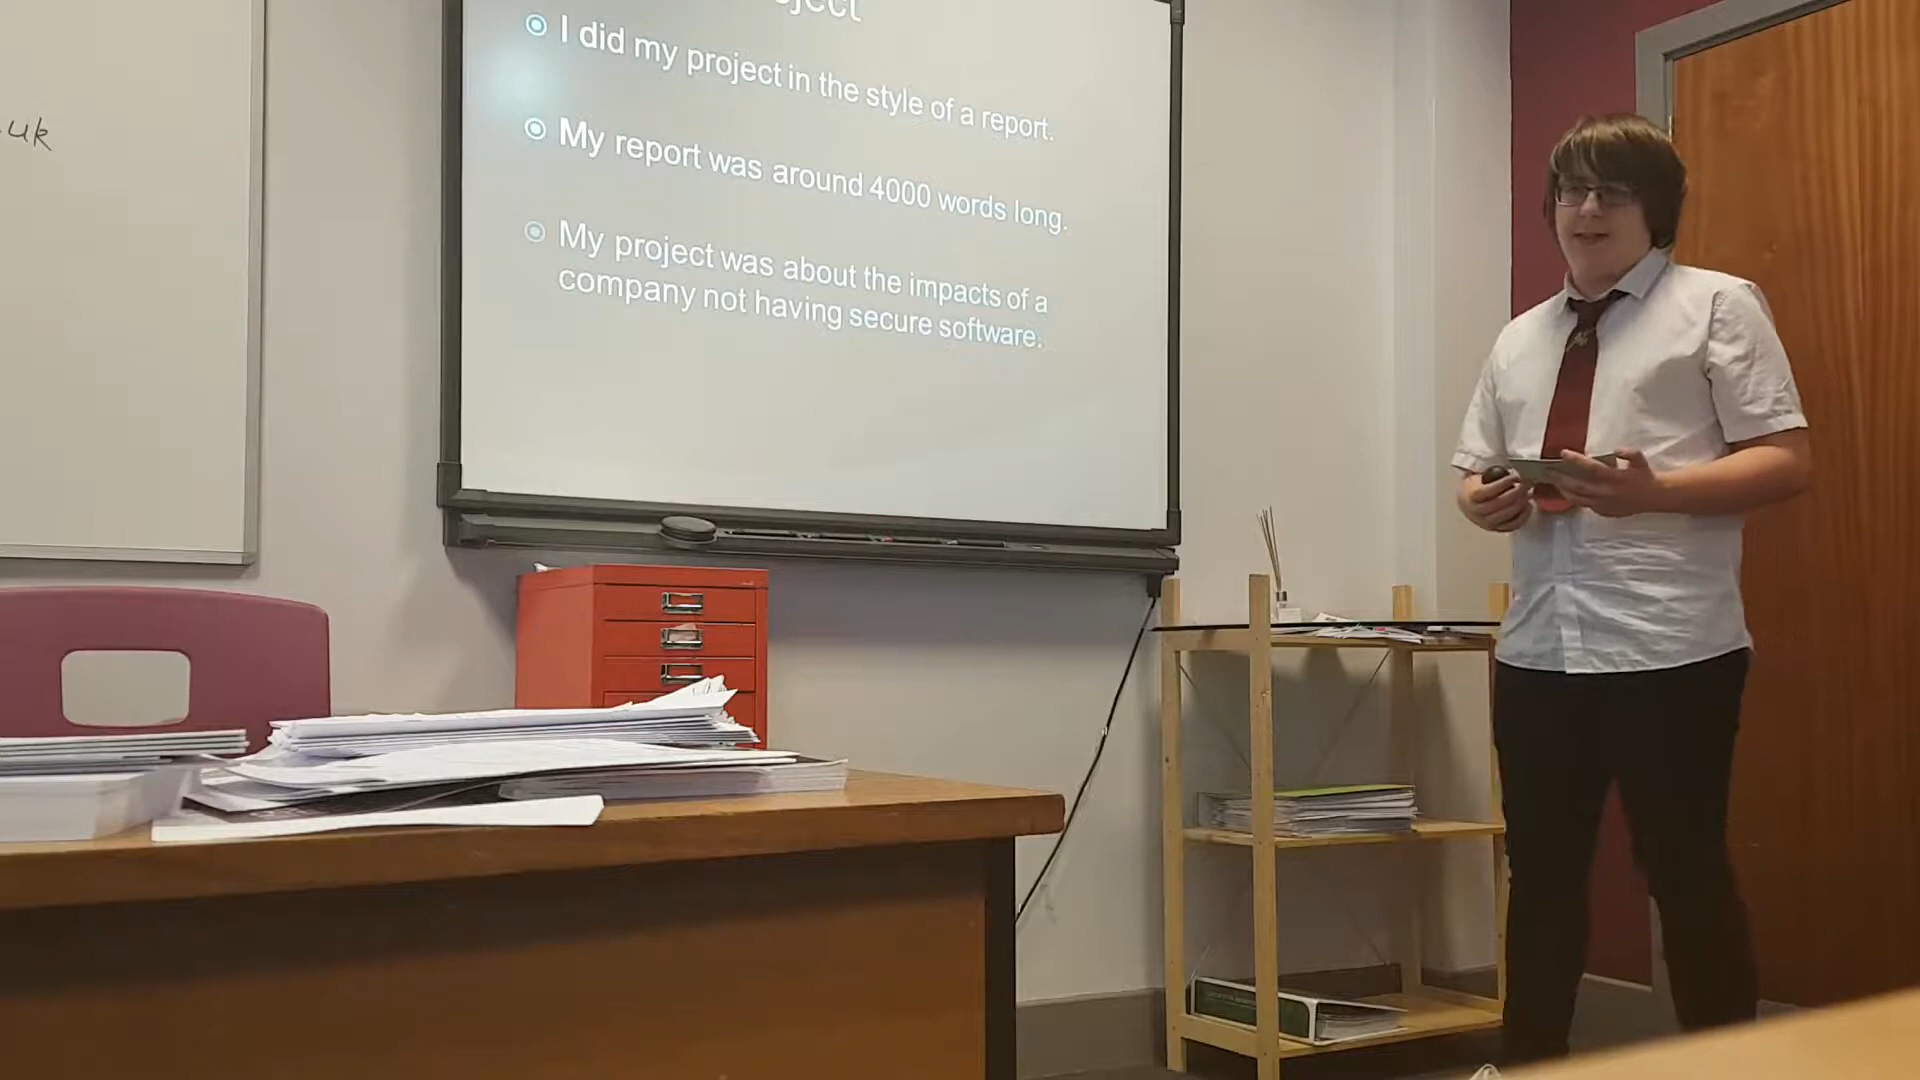 I did my project in the style of a report.
My report was around 4000 words long.
My project was about the impacts of a
company not having secure software.
.uk